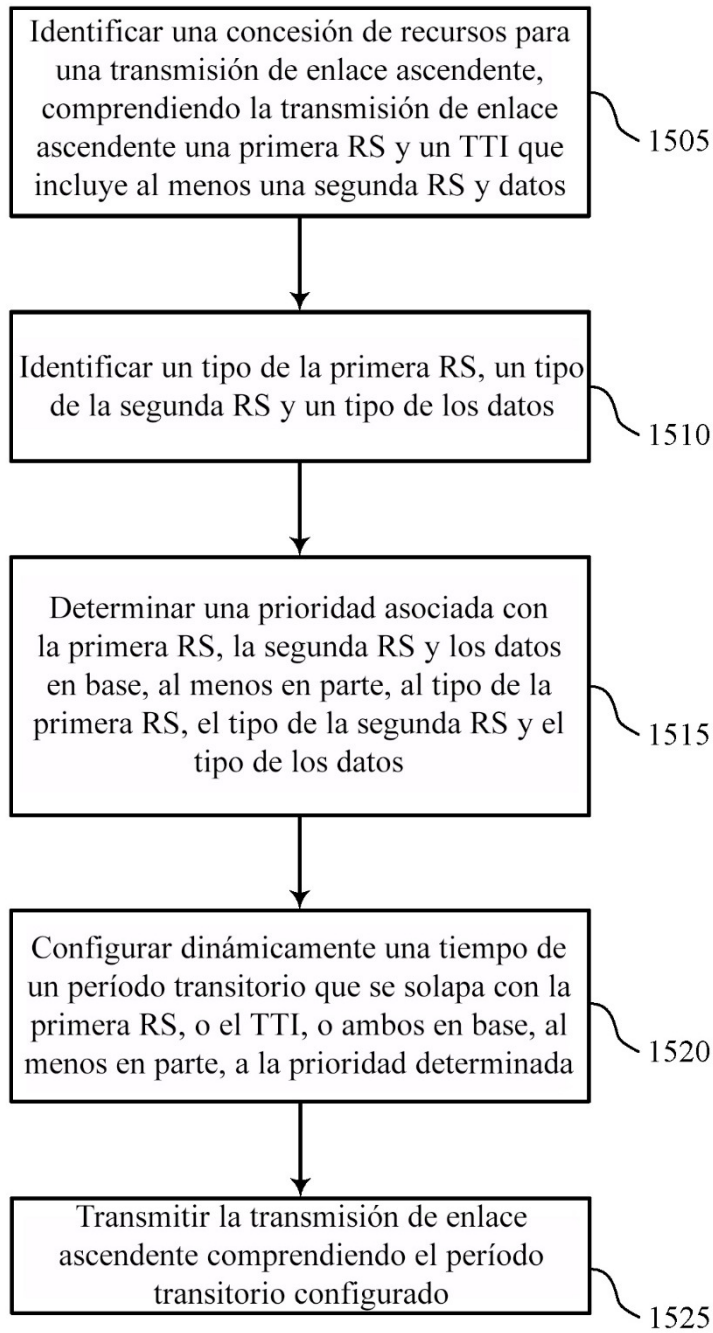 Identificar una concesión de recursos para
una transmisión de enlace ascendente,
comprendiendo la transmisión de enlace
ascendente una primera RS y un TTI que
incluye al menos una segunda RS y datos
1505
Identificar un tipo de la primera RS, un tipo
de la segunda RS y un tipo de los datos
1510
Determinar una prioridad asociada con
la primera RS, la segunda RS y los datos
en base, al menos en parte, al tipo de la
primera RS, el tipo de la segunda RS y el
tipo de los datos
1515
Configurar dinámicamente una tiempo de
un período transitorio que se solapa con la
primera RS, o el TTI, o ambos en base, al
menos en parte, a la prioridad determinada
1520
Transmitir la transmisión de enlace
ascendente comprendiendo el período
transitorio configurado
1525